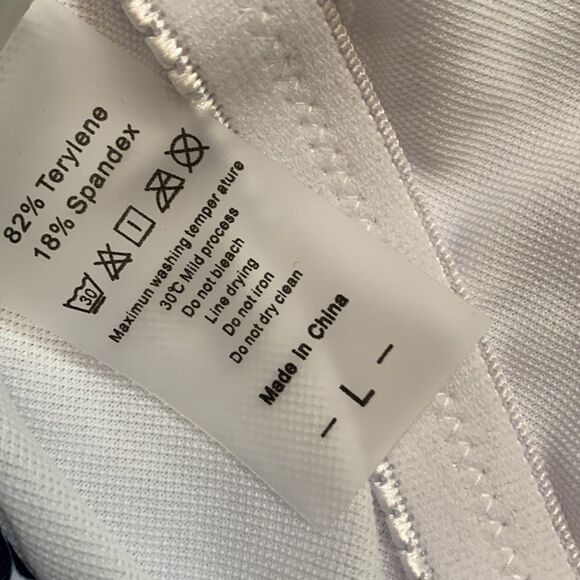 82% Terylene
18% Spandex
30
Maximun washing temper ature
30℃ Mild process
Do not bleach
Line drying
Do not iron
Do not dry clean
Made in China
– L –